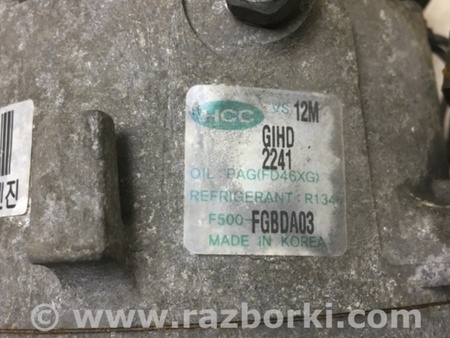 HCC VS 12M
GIHD
2241
OIL : PAG(FD46XG)
REFRIGERANT : R134
F500-FGBDA03
MADE IN KOREA
진
www.razborki.com